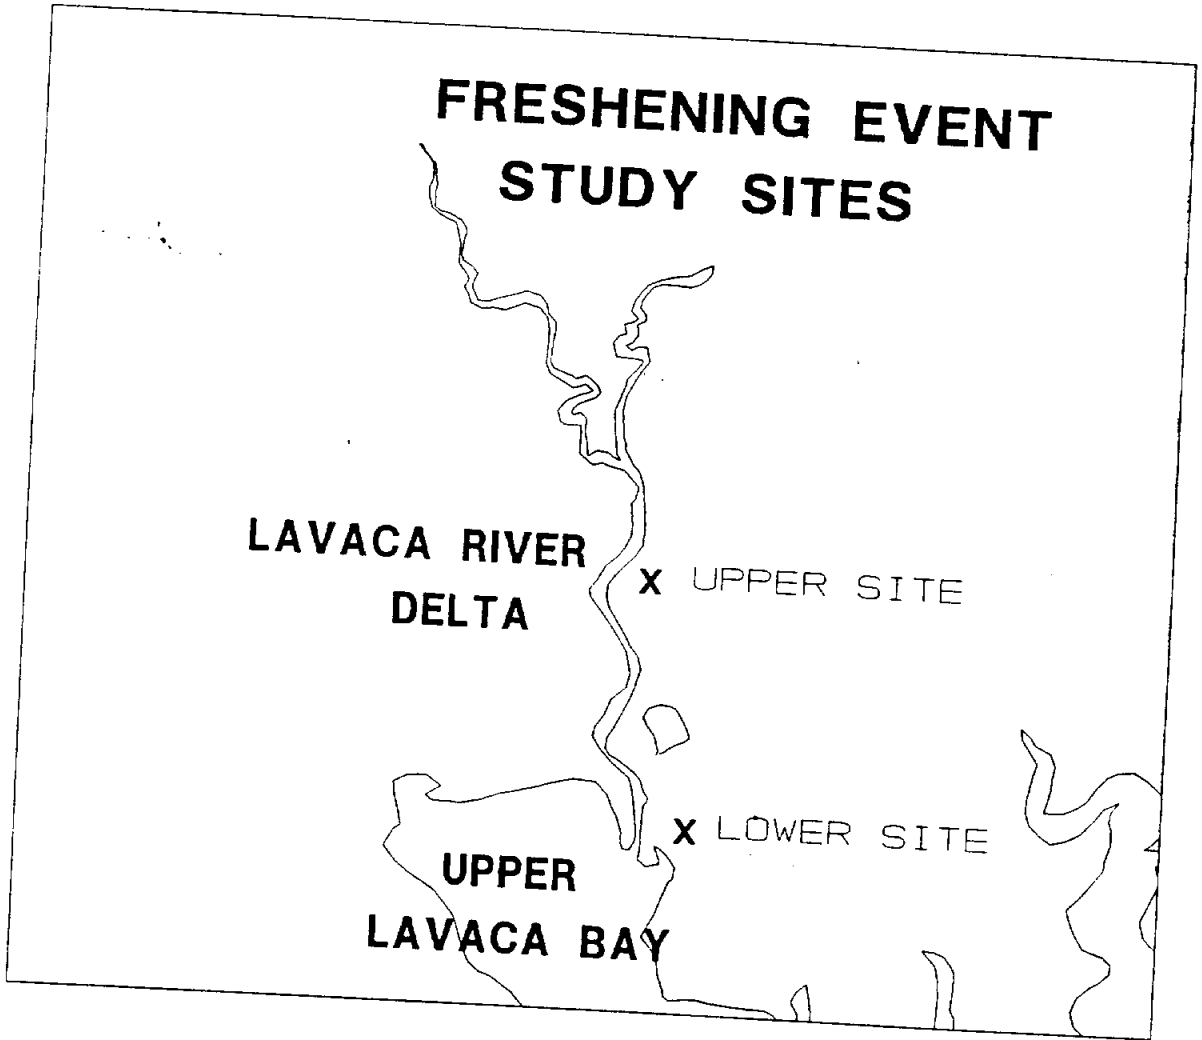 FRESHENING EVENT
STUDY SITES
LAVACA RIVER
DELTA
X UPPER SITE
X LOWER SITE
UPPER
LAVACA BAY